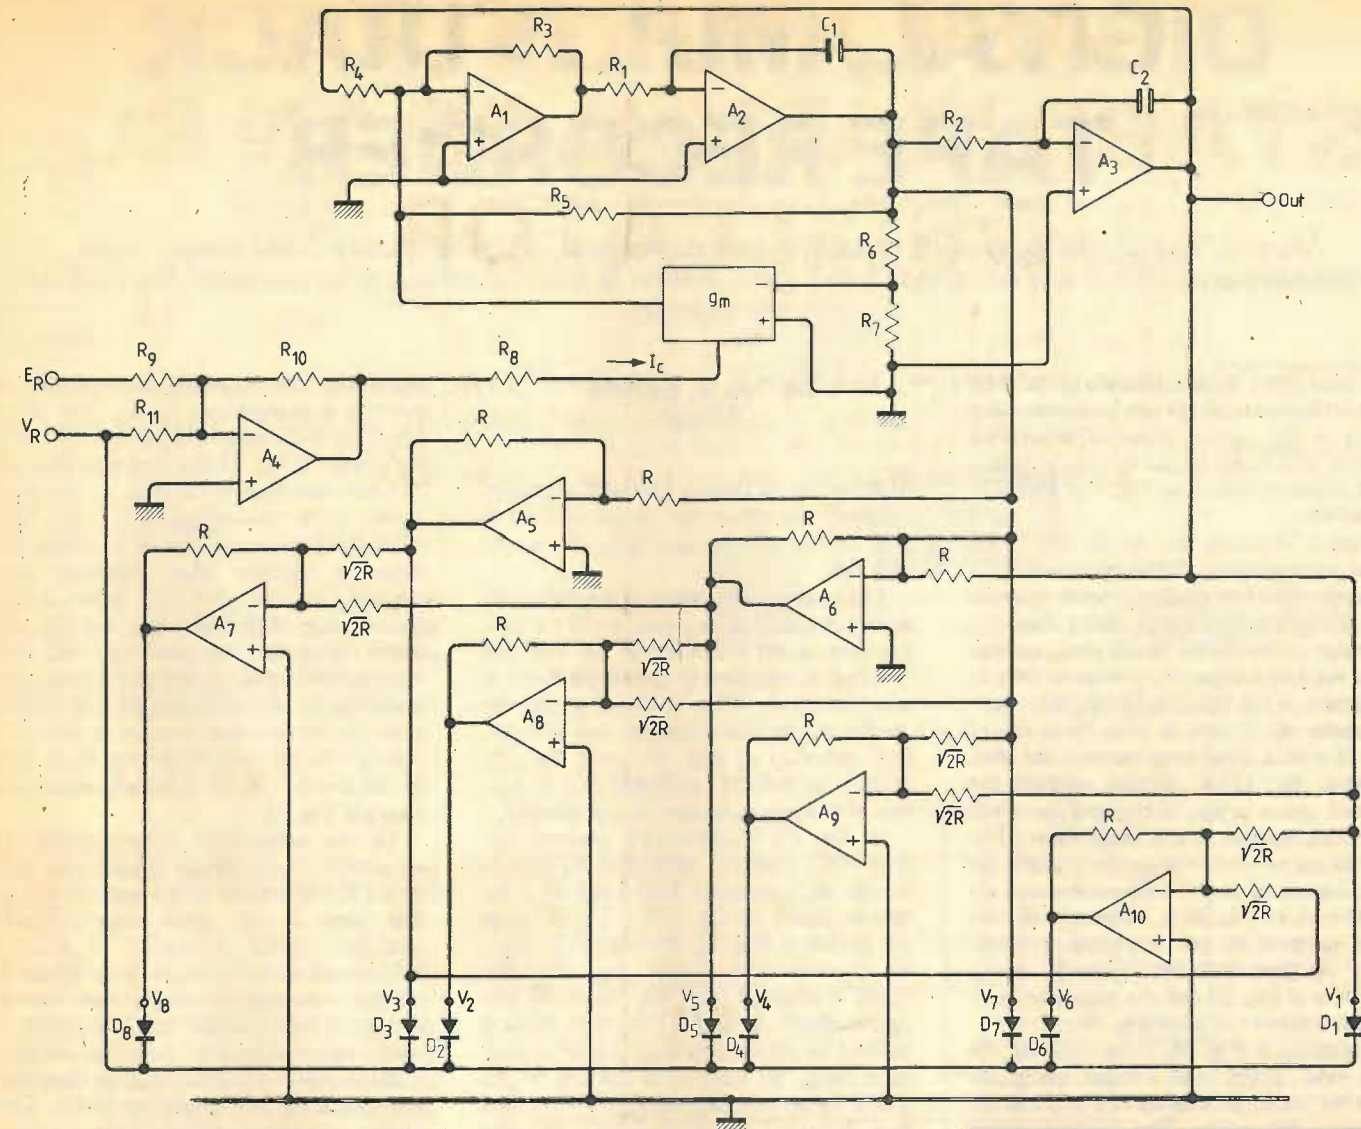 R3
C1
R4
R1
A1
A2
C2
R2
A3
R5
Out
R6
gm
R7
R9
R10
R8
Ic
ER
VR
R11
A4
R
A5
R
R
R
√2R
A6
R
A7
√2R
R
√2R
A8
√2R
R
√2R
A9
√2R
R
√2R
A10
√2R
V8
V3
V2
V5
V4
V7
V6
V1
D8
D3
D2
D5
D4
D7
D6
D1